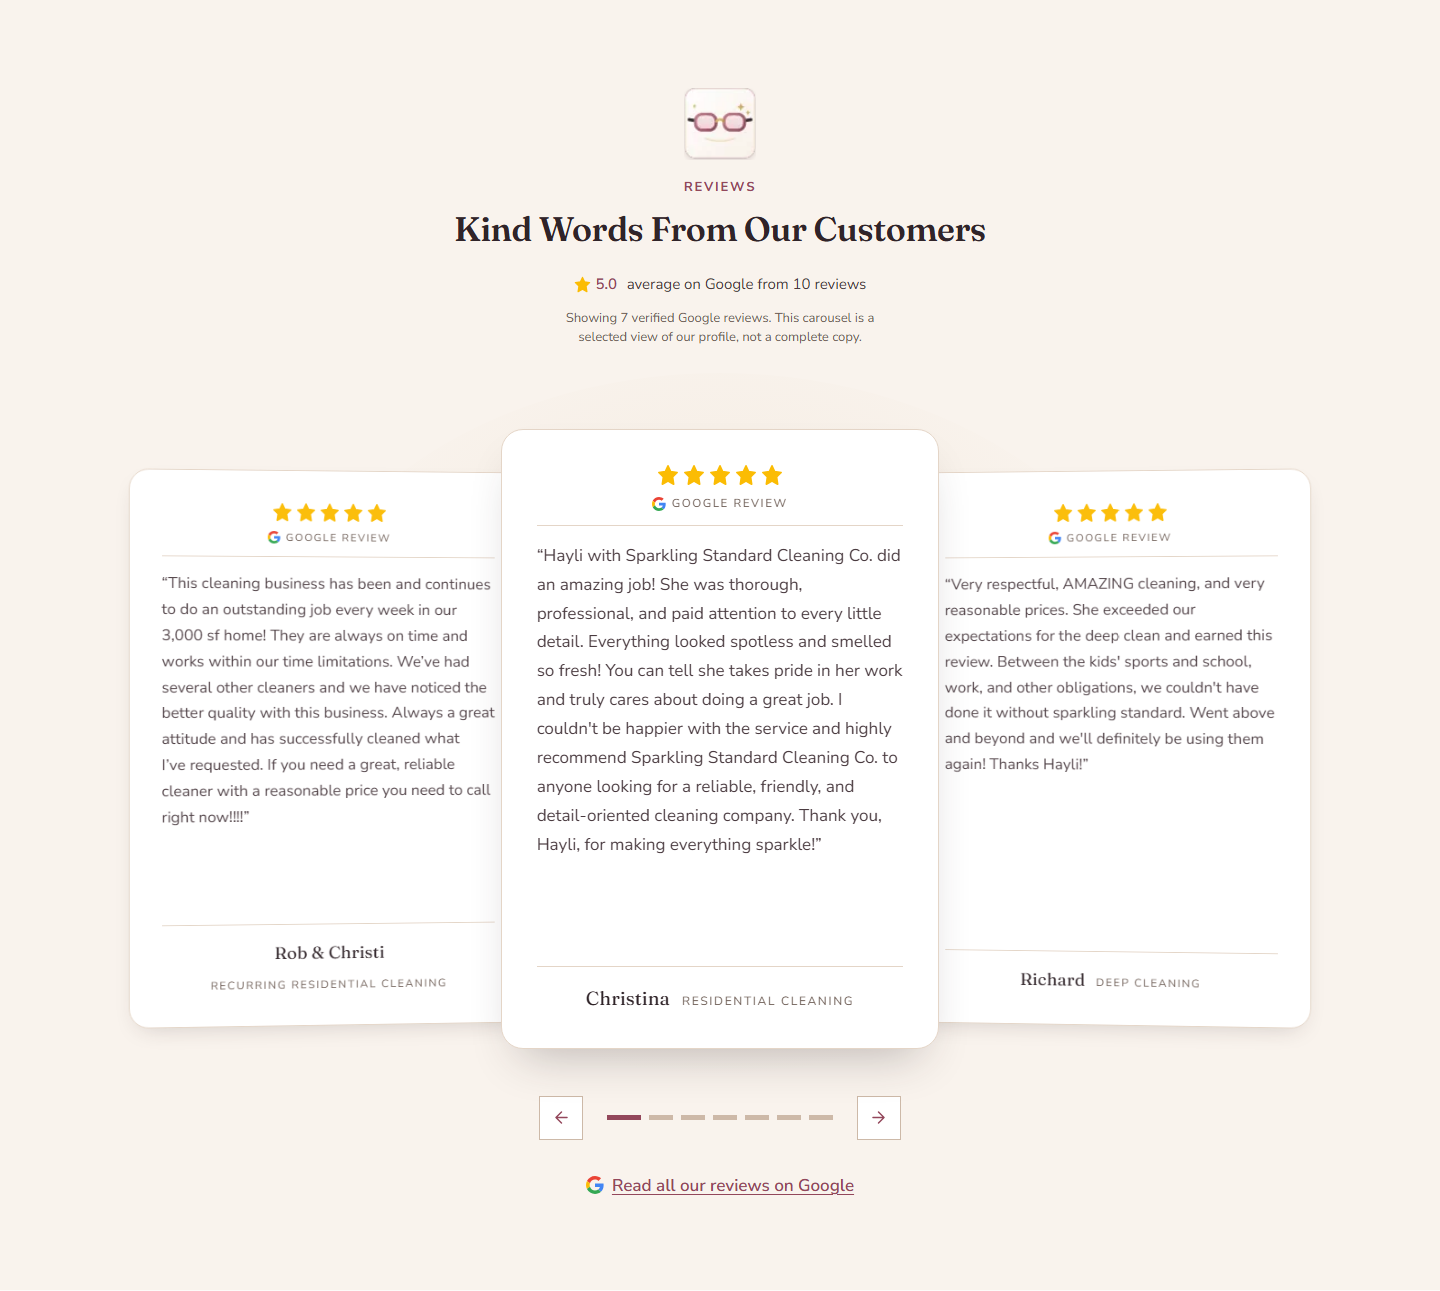 REVIEWS
Kind Words From Our Customers
5.0 average on Google from 10 reviews
Showing 7 verified Google reviews. This carousel is a
selected view of our profile, not a complete copy.
GOOGLE REVIEW
“This cleaning business has been and continues
to do an outstanding job every week in our
3,000 sf home! They are always on time and
works within our time limitations. We’ve had
several other cleaners and we have noticed the
better quality with this business. Always a great
attitude and has successfully cleaned what
I’ve requested. If you need a great, reliable
cleaner with a reasonable price you need to call
right now!!!!”
Rob & Christi
RECURRING RESIDENTIAL CLEANING
GOOGLE REVIEW
“Hayli with Sparkling Standard Cleaning Co. did
an amazing job! She was thorough,
professional, and paid attention to every little
detail. Everything looked spotless and smelled
so fresh! You can tell she takes pride in her work
and truly cares about doing a great job. I
couldn't be happier with the service and highly
recommend Sparkling Standard Cleaning Co. to
anyone looking for a reliable, friendly, and
detail-oriented cleaning company. Thank you,
Hayli, for making everything sparkle!”
Christina RESIDENTIAL CLEANING
GOOGLE REVIEW
“Very respectful, AMAZING cleaning, and very
reasonable prices. She exceeded our
expectations for the deep clean and earned this
review. Between the kids' sports and school,
work, and other obligations, we couldn't have
done it without sparkling standard. Went above
and beyond and we'll definitely be using them
again! Thanks Hayli!”
Richard DEEP CLEANING
Read all our reviews on Google